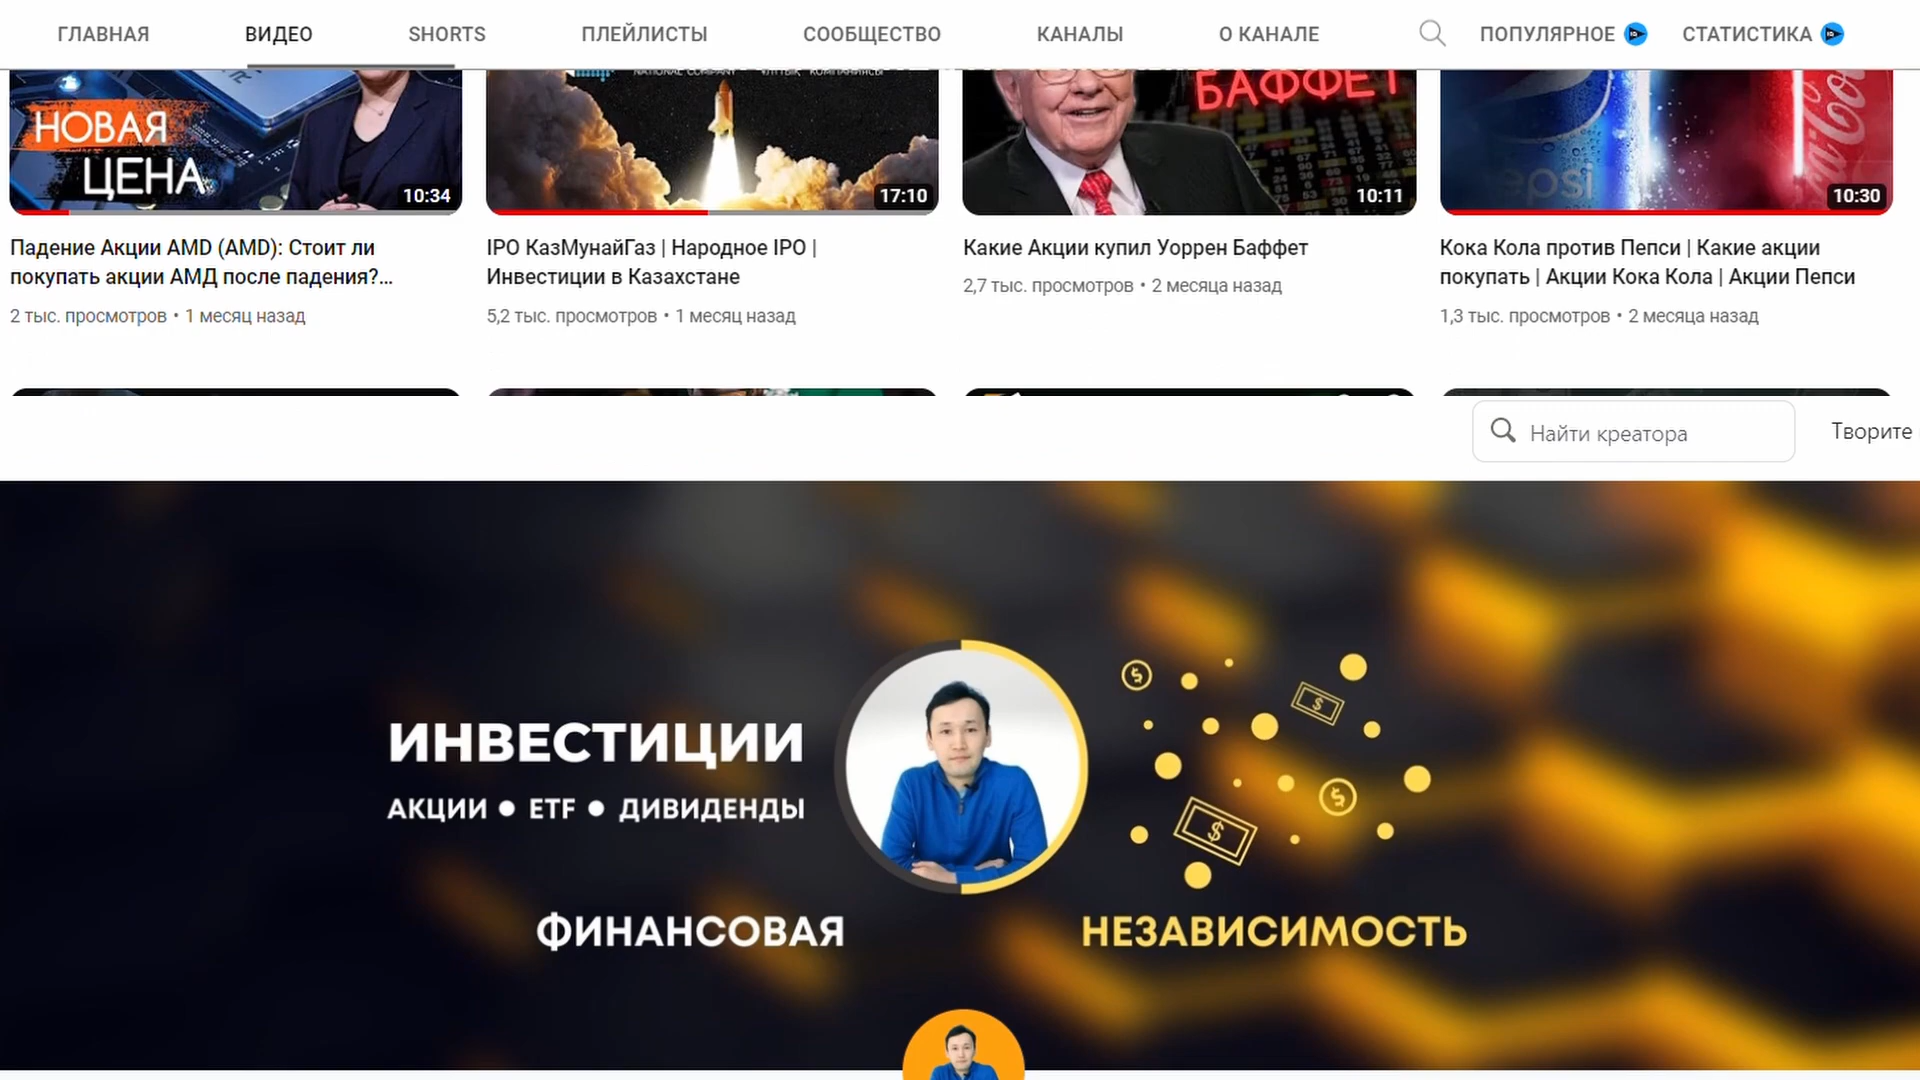 ГЛАВНАЯ ВИДЕО SHORTS ПЛЕЙЛИСТЫ СООБЩЕСТВО КАНАЛЫ О КАНАЛЕ ПОПУЛЯРНОЕ СТАТИСТИКА
НОВАЯ
ЦЕНА
10:34
17:10
БАФФЕТ
10:11
pepsi
10:30
Падение Акции AMD (AMD): Стоит ли
покупать акции АМД после падения?...
2 тыс. просмотров • 1 месяц назад
IPO КазМунайГаз | Народное IPO |
Инвестиции в Казахстане
5,2 тыс. просмотров • 1 месяц назад
Какие Акции купил Уоррен Баффет
2,7 тыс. просмотров • 2 месяца назад
Кока Кола против Пепси | Какие акции
покупать | Акции Кока Кола | Акции Пепси
1,3 тыс. просмотров • 2 месяца назад
Найти креатора
Творите
ИНВЕСТИЦИИ
АКЦИИ ● ETF ● ДИВИДЕНДЫ
ФИНАНСОВАЯ НЕЗАВИСИМОСТЬ